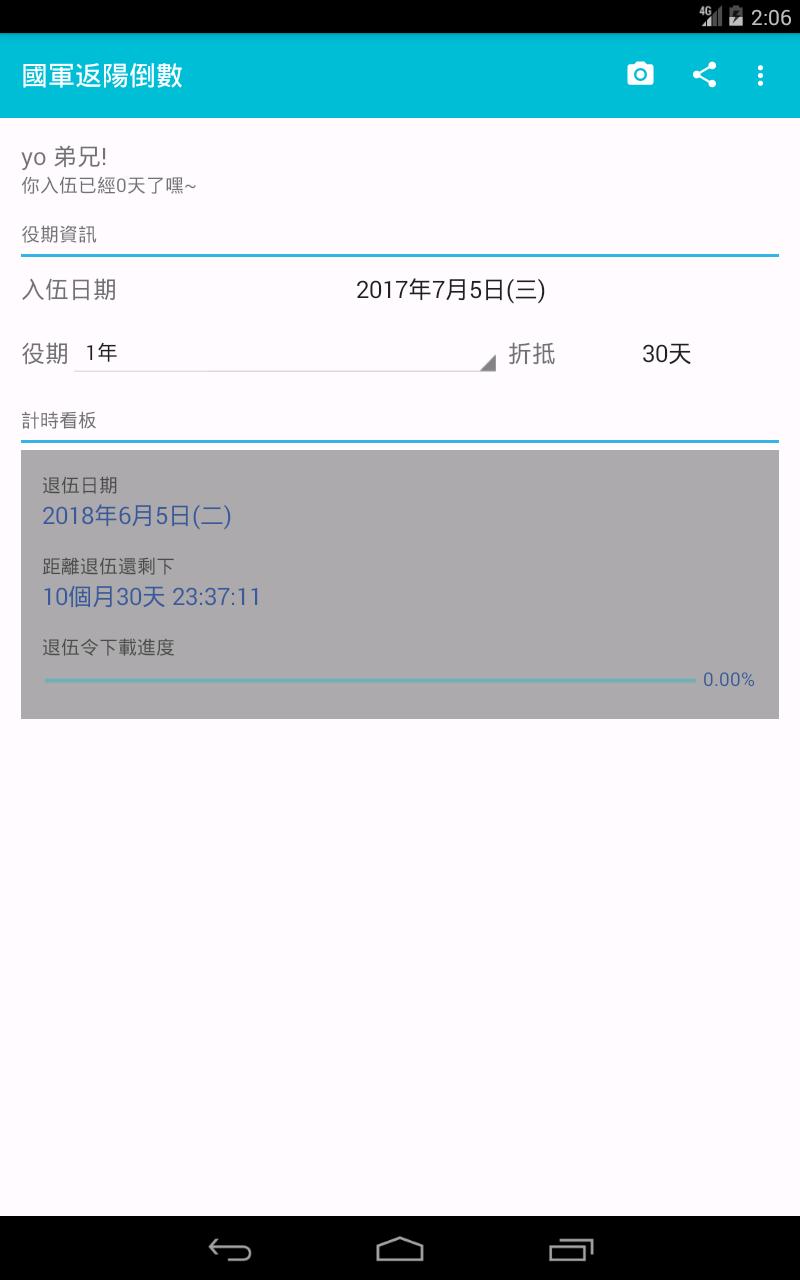 4G 2:06
國軍返陽倒數
yo 弟兄!
你入伍已經0天了嘿~
役期資訊
入伍日期 2017年7月5日(三)
役期 1年 折抵 30天
計時看板
退伍日期
2018年6月5日(二)
距離退伍還剩下
10個月30天 23:37:11
退伍令下載進度
0.00%